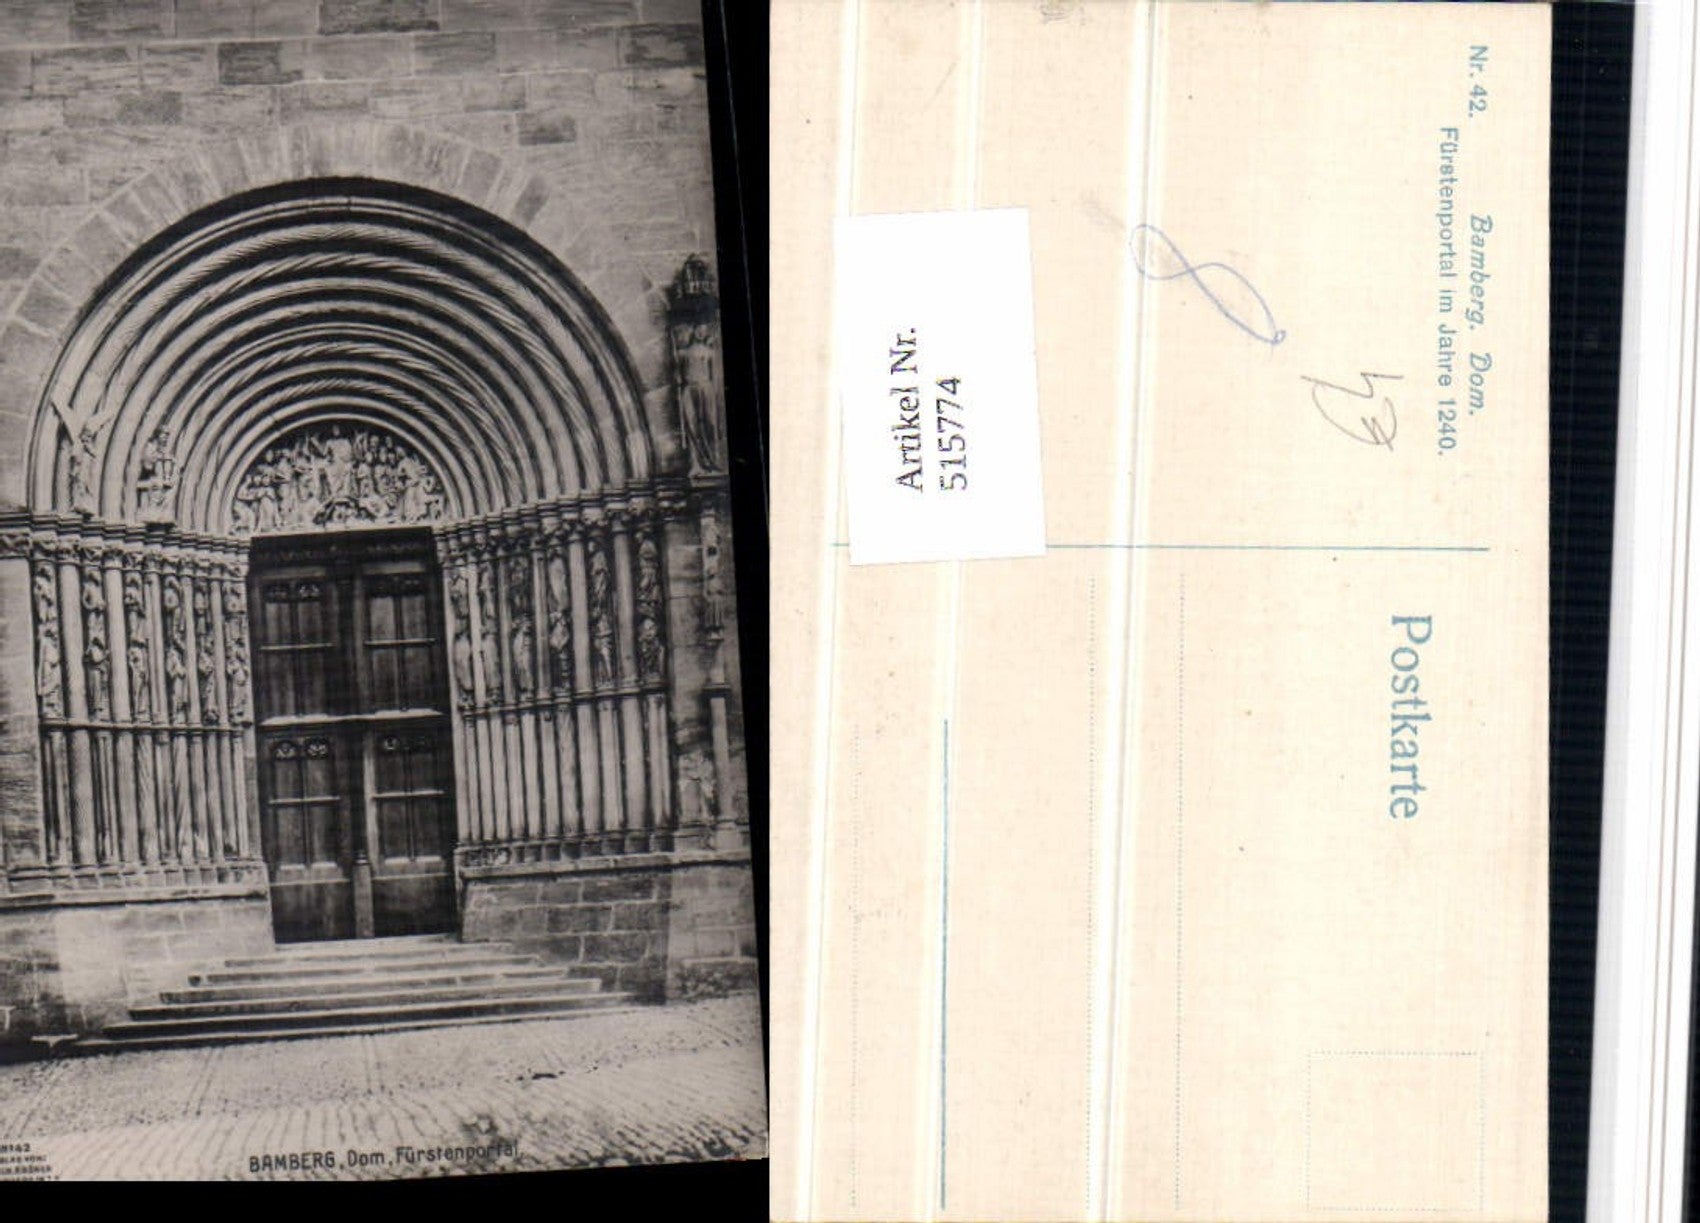 BAMBERG, Dom, Fürstenportal.
Nr. 42. Bamberg. Dom.
Fürstenportal im Jahre 1240.
Postkarte
Artikel Nr.
515774